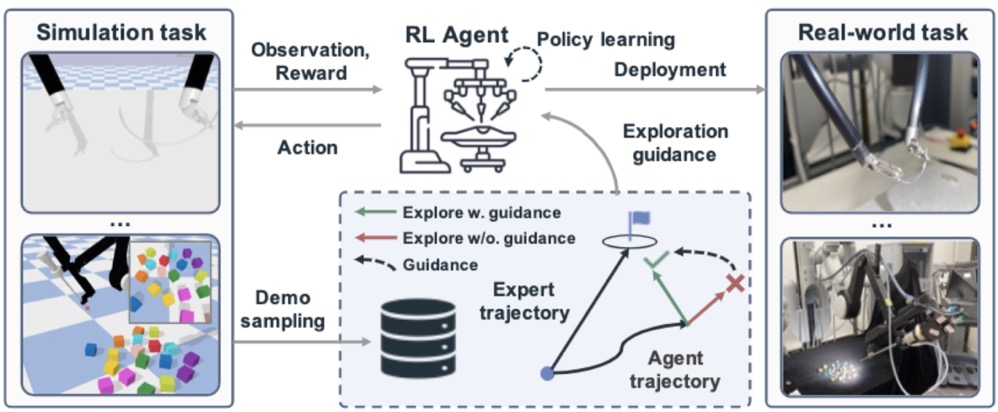 Simulation task
...
Observation,
Reward
Action
Demo
sampling
RL Agent
Policy learning
Deployment
Exploration
guidance
Explore w. guidance
Explore w/o. guidance
Guidance
Expert
trajectory
Agent
trajectory
Real-world task
...